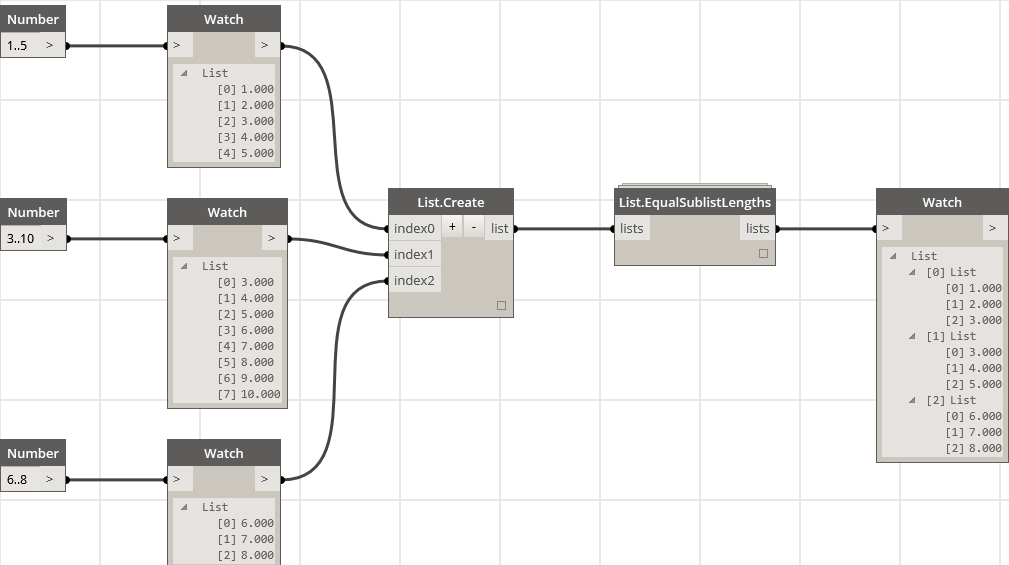 Number
1..5 >
Watch
> >
List
[0] 1.000
[1] 2.000
[2] 3.000
[3] 4.000
[4] 5.000
Number
3..10 >
Watch
> >
List
[0] 3.000
[1] 4.000
[2] 5.000
[3] 6.000
[4] 7.000
[5] 8.000
[6] 9.000
[7] 10.000
Number
6..8 >
Watch
> >
List
[0] 6.000
[1] 7.000
[2] 8.000
List.Create
index0 + - list
index1
index2
List.EqualSublistLengths
lists lists
Watch
> >
List
[0] List
[0] 1.000
[1] 2.000
[2] 3.000
[1] List
[0] 3.000
[1] 4.000
[2] 5.000
[2] List
[0] 6.000
[1] 7.000
[2] 8.000